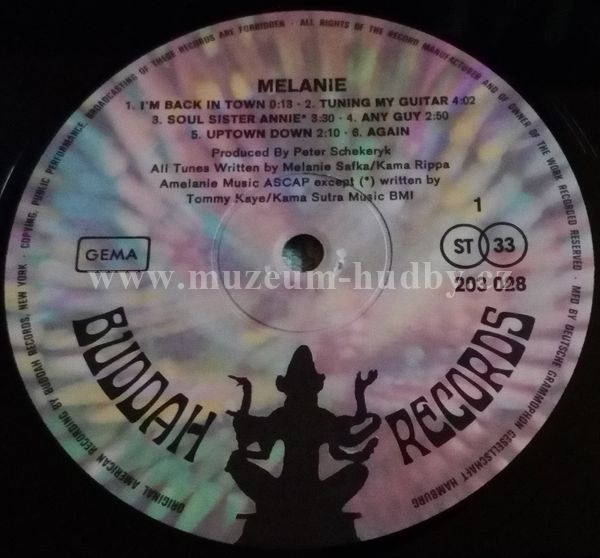 MELANIE
1. I'M BACK IN TOWN 0:13 · 2. TUNING MY GUITAR 4:02
3. SOUL SISTER ANNIE* 3:30 · 4. ANY GUY 2:50
5. UPTOWN DOWN 2:10 · 6. AGAIN
Produced By Peter Schekeryk
All Tunes Written by Melanie Safka/Kama Rippa
Amelanie Music ASCAP except (*) written by
Tommy Kaye/Kama Sutra Music BMI
1
GEMA
ST 33
203 028
www.muzeum-hudby.cz
BUDDAH RECORDS
ORIGINAL AMERICAN RECORDING BY BUDDAH RECORDS, NEW YORK · COPYING, PUBLIC PERFORMANCE, BROADCASTING OF THESE RECORDS ARE FORBIDDEN · ALL RIGHTS OF THE RECORD MANUFACTURER AND OF OWNER OF THE WORK RECORDED RESERVED · MFD BY DEUTSCHE GRAMMOPHON GESELLSCHAFT HAMBURG